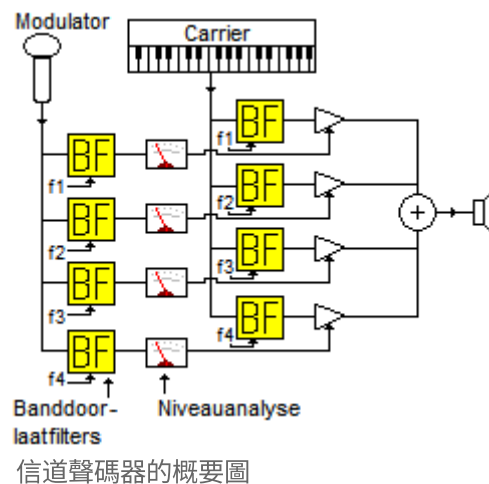 Modulator
Carrier
BF
f1
BF
f1
BF
f2
BF
f2
BF
f3
BF
f3
BF
f4
BF
f4
+
Banddoor-
laatfilters
Niveauanalyse
信道聲碼器的概要圖